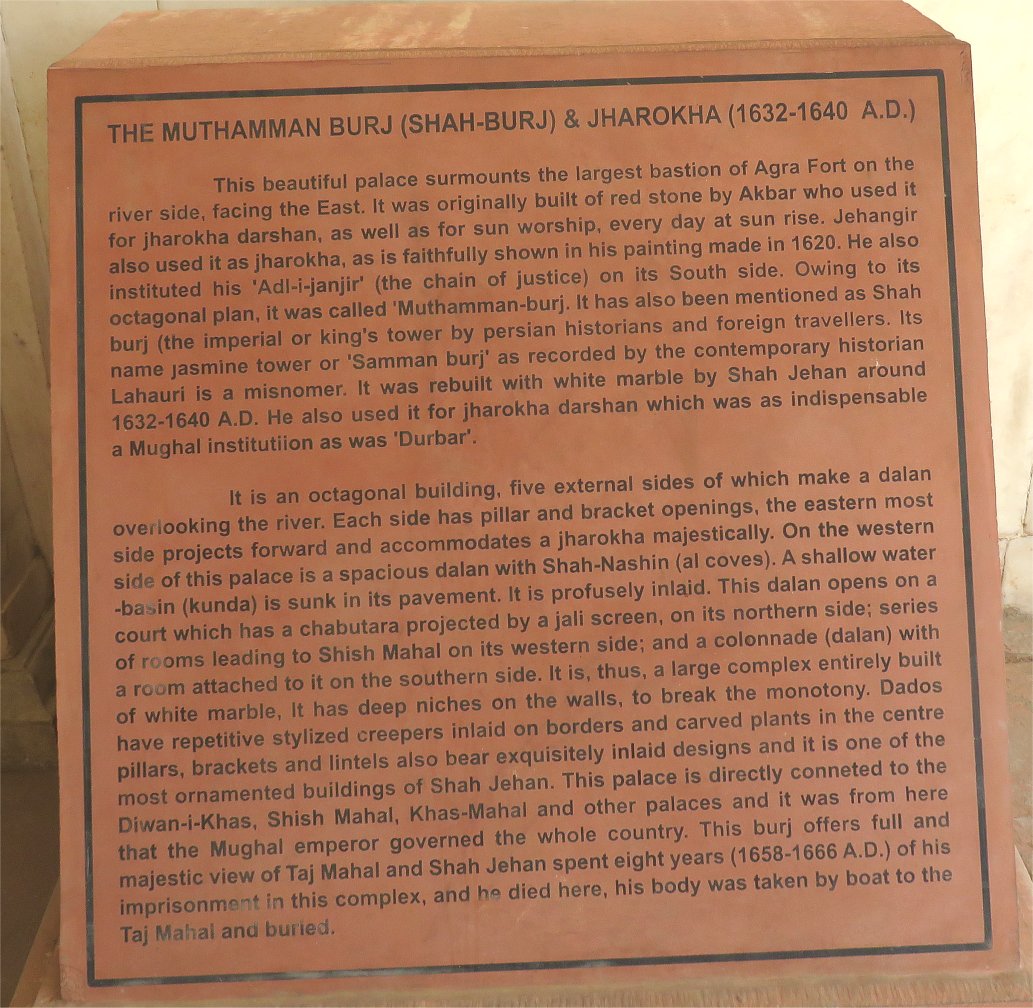 THE MUTHAMMAN BURJ (SHAH-BURJ) & JHAROKHA (1632-1640 A.D.)
This beautiful palace surmounts the largest bastion of Agra Fort on the
river side, facing the East. It was originally built of red stone by Akbar who used it
for jharokha darshan, as well as for sun worship, every day at sun rise. Jehangir
also used it as jharokha, as is faithfully shown in his painting made in 1620. He also
instituted his 'Adl-i-janjir' (the chain of justice) on its South side. Owing to its
octagonal plan, it was called 'Muthamman-burj. It has also been mentioned as Shah
burj (the imperial or king's tower by persian historians and foreign travellers. Its
name jasmine tower or 'Samman burj' as recorded by the contemporary historian
Lahauri is a misnomer. It was rebuilt with white marble by Shah Jehan around
1632-1640 A.D. He also used it for jharokha darshan which was as indispensable
a Mughal institutiion as was 'Durbar'.
It is an octagonal building, five external sides of which make a dalan
overlooking the river. Each side has pillar and bracket openings, the eastern most
side projects forward and accommodates a jharokha majestically. On the western
side of this palace is a spacious dalan with Shah-Nashin (al coves). A shallow water
-basin (kunda) is sunk in its pavement. It is profusely inlaid. This dalan opens on a
court which has a chabutara projected by a jali screen, on its northern side; series
of rooms leading to Shish Mahal on its western side; and a colonnade (dalan) with
a room attached to it on the southern side. It is, thus, a large complex entirely built
of white marble, It has deep niches on the walls, to break the monotony. Dados
have repetitive stylized creepers inlaid on borders and carved plants in the centre
pillars, brackets and lintels also bear exquisitely inlaid designs and it is one of the
most ornamented buildings of Shah Jehan. This palace is directly conneted to the
Diwan-i-Khas, Shish Mahal, Khas-Mahal and other palaces and it was from here
that the Mughal emperor governed the whole country. This burj offers full and
majestic view of Taj Mahal and Shah Jehan spent eight years (1658-1666 A.D.) of his
imprisonment in this complex, and he died here, his body was taken by boat to the
Taj Mahal and buried.